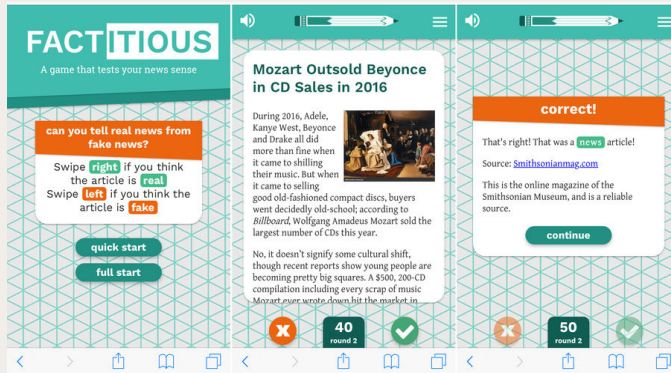 FACTITIOUS
A game that tests your news sense
can you tell real news from
fake news?
Swipe right if you think
the article is real
Swipe left if you think the
article is fake
quick start
full start
Mozart Outsold Beyonce
in CD Sales in 2016
During 2016, Adele,
Kanye West, Beyonce
and Drake all did
more than fine when
it came to shilling
their music. But when
it came to selling
good old-fashioned compact discs, buyers
went decidedly old-school; according to
Billboard, Wolfgang Amadeus Mozart sold the
largest number of CDs this year.
No, it doesn't signify some cultural shift,
though recent reports show young people are
becoming pretty big squares. A $500, 200-CD
compilation including every scrap of music
Mozart ever wrote down hit the market in
40
round 2
correct!
That's right! That was a news article!
Source: Smithsonianmag.com
This is the online magazine of the
Smithsonian Museum, and is a reliable
source.
continue
50
round 2